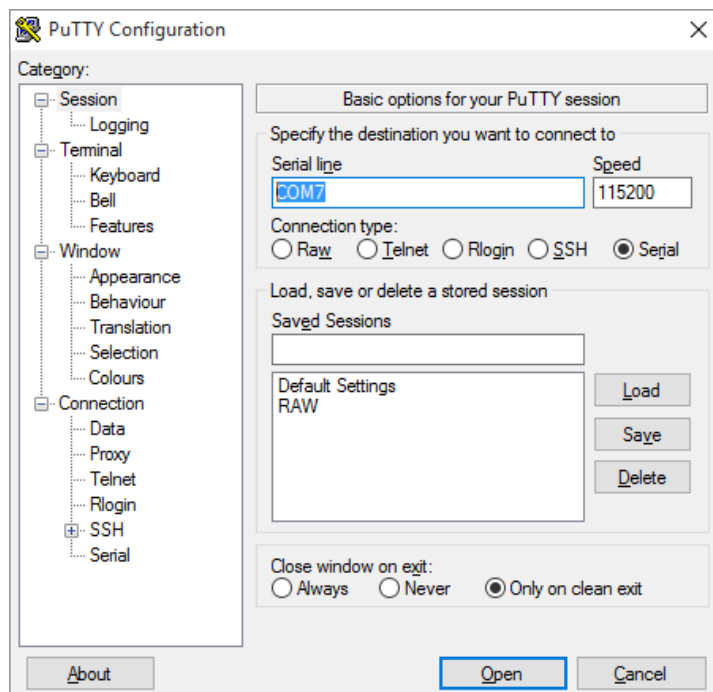 PuTTY Configuration
Category:
Session
Logging
Terminal
Keyboard
Bell
Features
Window
Appearance
Behaviour
Translation
Selection
Colours
Connection
Data
Proxy
Telnet
Rlogin
SSH
Serial
Basic options for your PuTTY session
Specify the destination you want to connect to
Serial line Speed
COM7 115200
Connection type:
Raw Telnet Rlogin SSH Serial
Load, save or delete a stored session
Saved Sessions
Default Settings
RAW
Load
Save
Delete
Close window on exit:
Always Never Only on clean exit
About Open Cancel